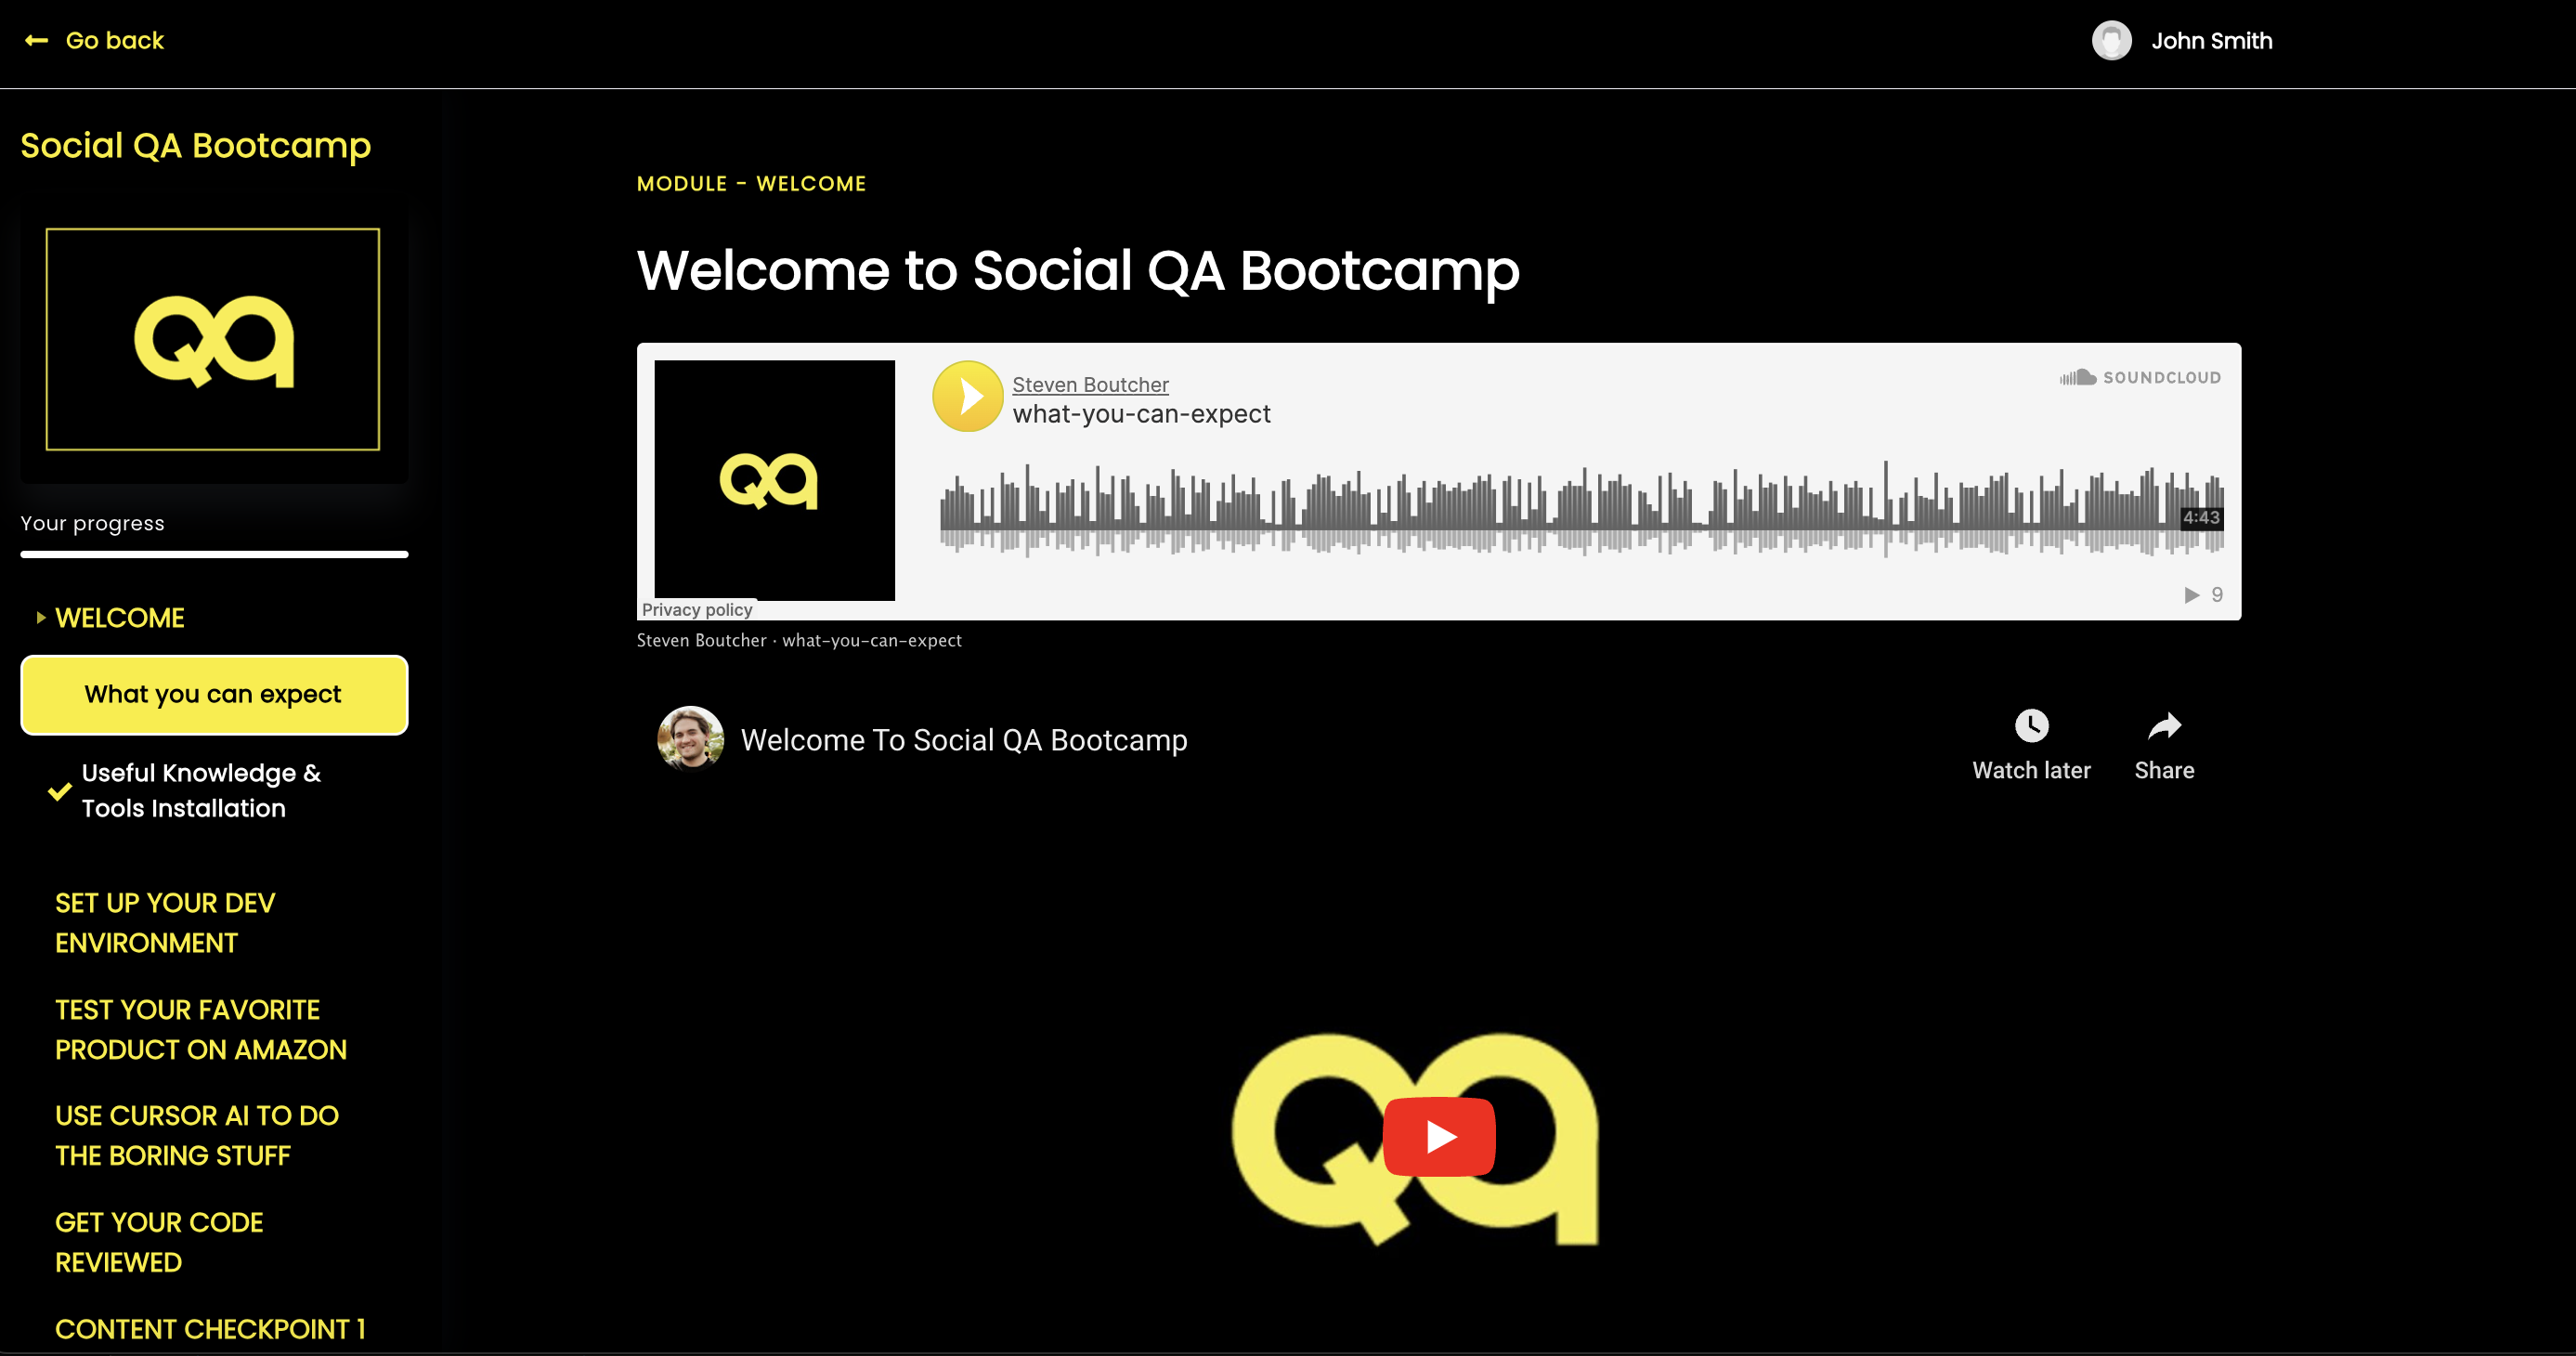 Go back
John Smith
Social QA Bootcamp
QA
Your progress
WELCOME
What you can expect
Useful Knowledge &
Tools Installation
SET UP YOUR DEV
ENVIRONMENT
TEST YOUR FAVORITE
PRODUCT ON AMAZON
USE CURSOR AI TO DO
THE BORING STUFF
GET YOUR CODE
REVIEWED
CONTENT CHECKPOINT 1
MODULE - WELCOME
Welcome to Social QA Bootcamp
QA
Steven Boutcher
what-you-can-expect
SOUNDCLOUD
4:43
9
Privacy policy
Steven Boutcher · what-you-can-expect
Welcome To Social QA Bootcamp
Watch later
Share
QA